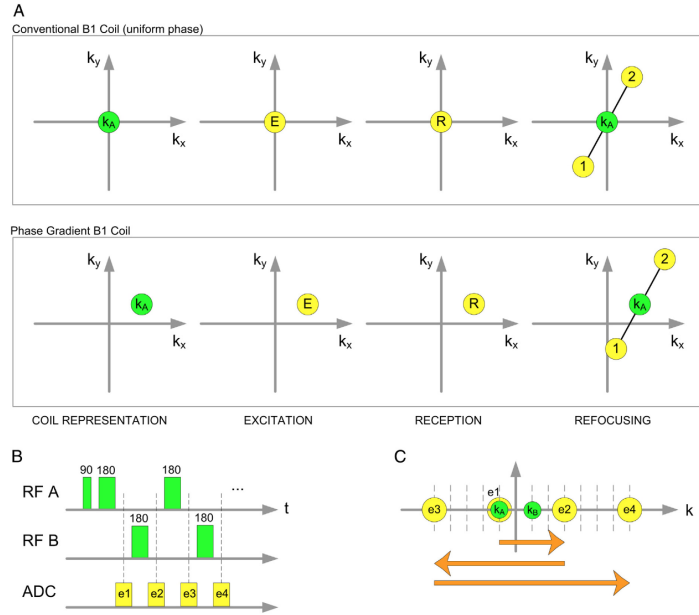 A
Conventional B1 Coil (uniform phase)
ky ky ky ky
kA E R kA 2 1
kx kx kx kx
Phase Gradient B1 Coil
ky ky ky ky
kA E R kA 2 1
kx kx kx kx
COIL REPRESENTATION EXCITATION RECEPTION REFOCUSING
B
90 180 180 ...
RF A t
180 180
RF B
ADC e1 e2 e3 e4
C
e1
e3 kA kB e2 e4 k